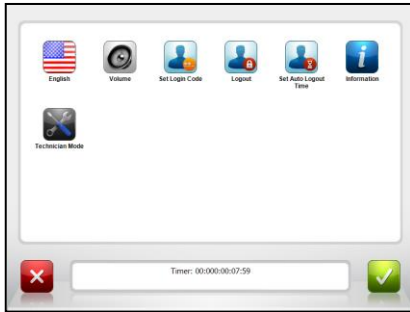 English
Volume
Set Login Code
Logout
Set Auto Logout
Time
Information
Technician Mode
Timer: 00:000:00:07:59